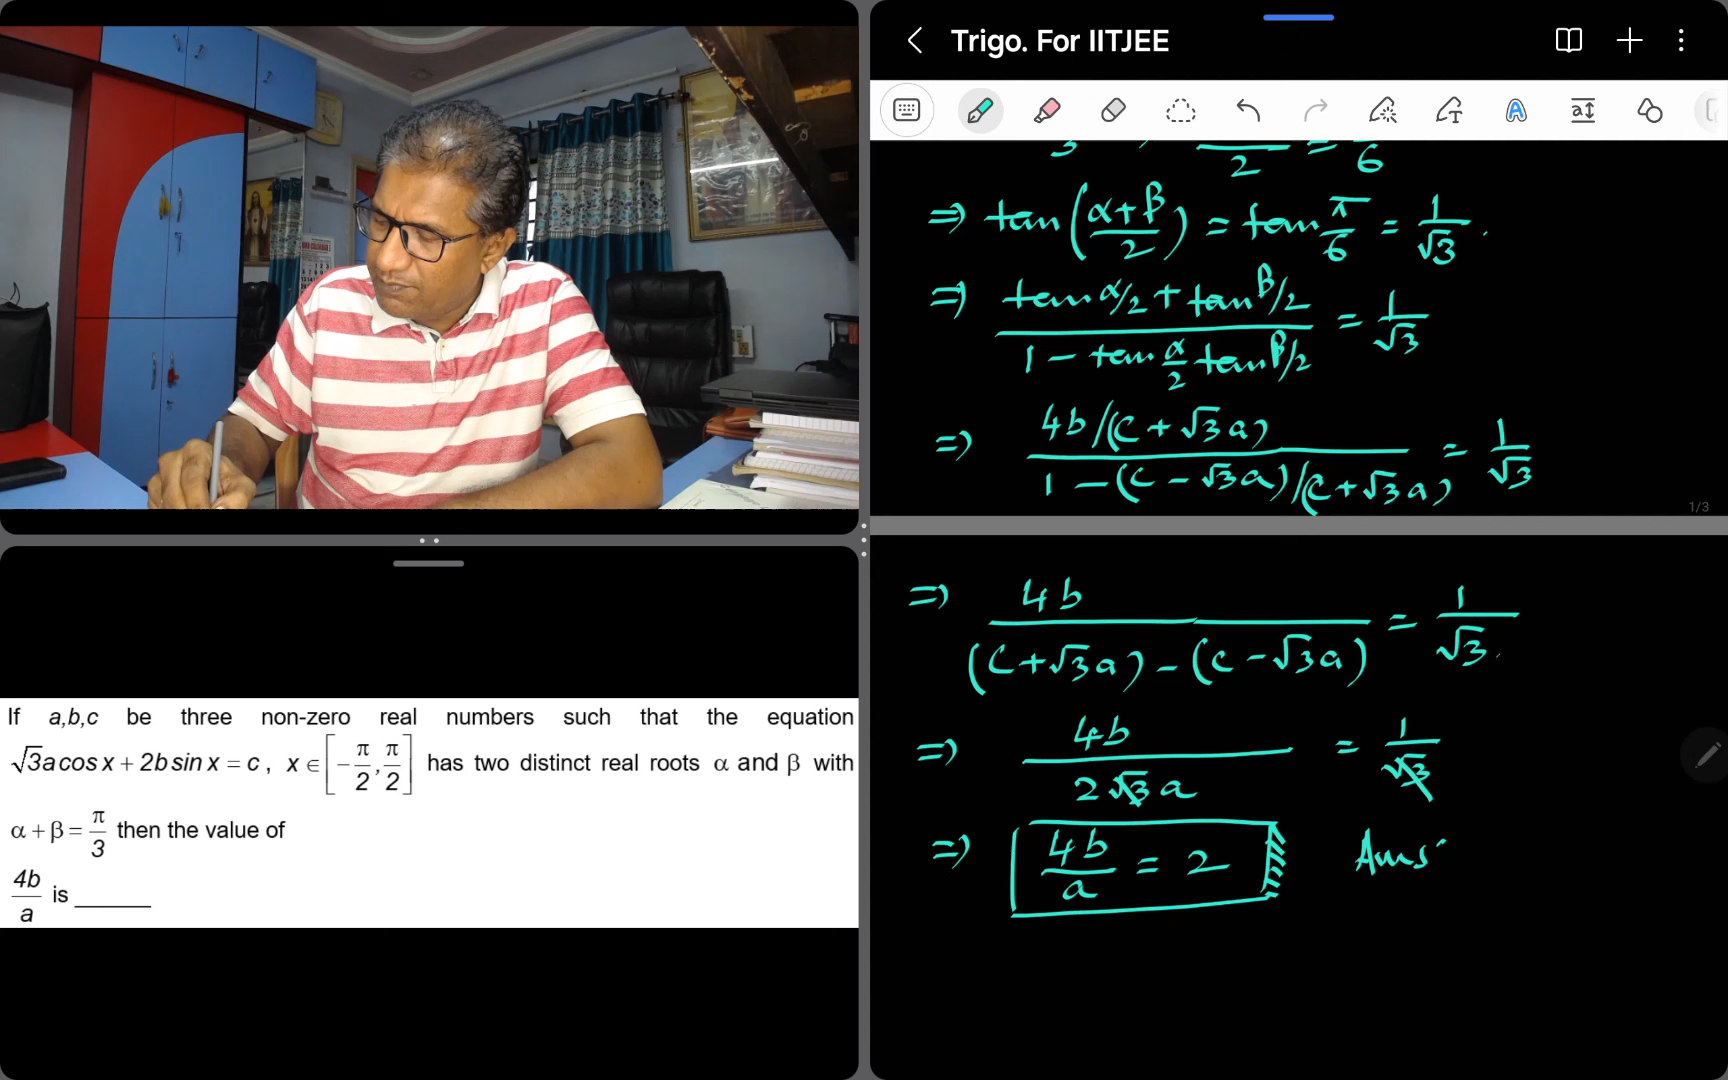 Trigo. For IITJEE
3 , 2 = 6
⇒ tan(α+β/2) = tan π/6 = 1/√3 .
⇒ (tan α/2 + tan β/2)/(1 - tan α/2 tan β/2) = 1/√3
⇒ (4b/(c + √3a))/(1 - (c - √3a)/(c + √3a)) = 1/√3
1/3
⇒ 4b/((c+√3a) - (c - √3a)) = 1/√3.
⇒ 4b/(2√3a) = 1/√3
⇒ 4b/a = 2 Ans
If a,b,c be three non-zero real numbers such that the equation
√3a cos x + 2b sin x = c, x ∈ [-π/2, π/2] has two distinct real roots α and β with
α + β = π/3 then the value of
4b/a is ______